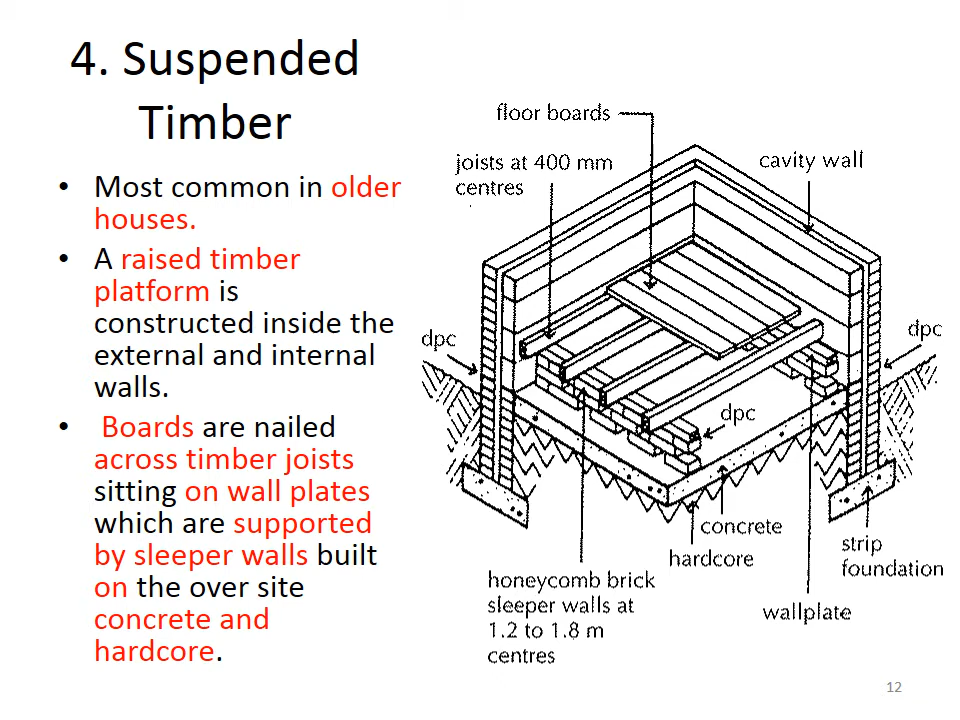 4. Suspended
Timber
• Most common in older
houses.
• A raised timber
platform is
constructed inside the
external and internal
walls.
• Boards are nailed
across timber joists
sitting on wall plates
which are supported
by sleeper walls built
on the over site
concrete and
hardcore.
floor boards
joists at 400 mm
centres
cavity wall
dpc
dpc
dpc
concrete
hardcore
strip
foundation
honeycomb brick
sleeper walls at
1.2 to 1.8 m
centres
wallplate
12